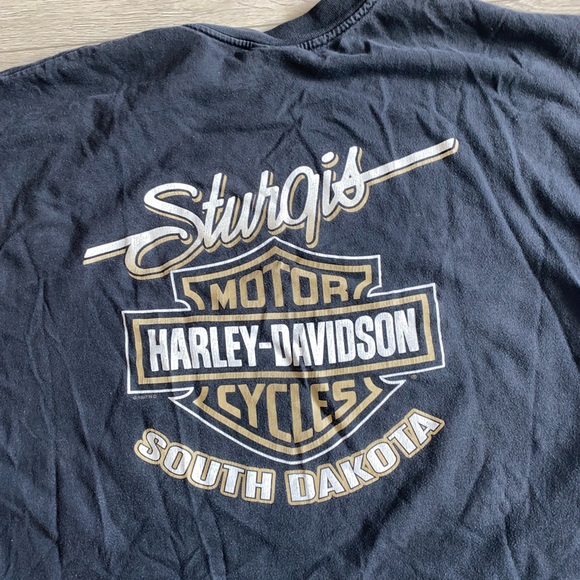 Sturgis
MOTOR
HARLEY-DAVIDSON
CYCLES
SOUTH DAKOTA